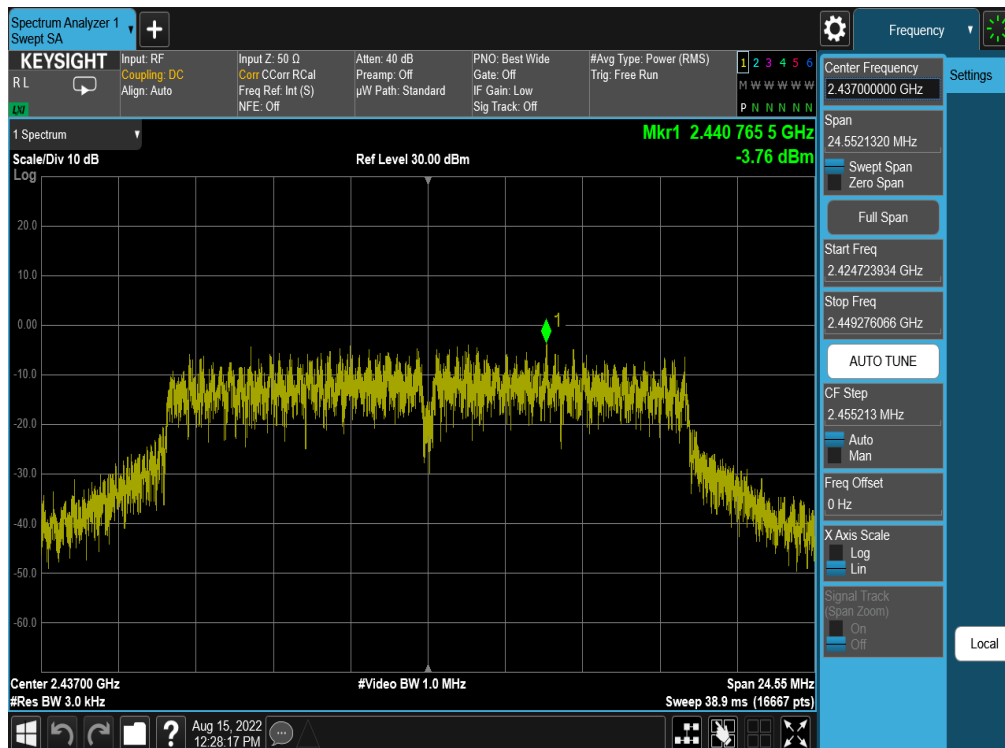 Spectrum Analyzer 1
Swept SA
Frequency
KEYSIGHT
R L
LXI
Input: RF
Coupling: DC
Align: Auto
Input Z: 50 Ω
Corr CCorr RCal
Freq Ref: Int (S)
NFE: Off
Atten: 40 dB
Preamp: Off
µW Path: Standard
PNO: Best Wide
Gate: Off
IF Gain: Low
Sig Track: Off
#Avg Type: Power (RMS)
Trig: Free Run
1 2 3 4 5 6
M W W W W W
P N N N N N
1 Spectrum
Scale/Div 10 dB
Log
Ref Level 30.00 dBm
Mkr1 2.440 765 5 GHz
-3.76 dBm
20.0
10.0
0.00
-10.0
-20.0
-30.0
-40.0
-50.0
-60.0
1
Center 2.43700 GHz
#Res BW 3.0 kHz
#Video BW 1.0 MHz
Span 24.55 MHz
Sweep 38.9 ms (16667 pts)
Center Frequency
2.437000000 GHz
Settings
Span
24.5521320 MHz
Swept Span
Zero Span
Full Span
Start Freq
2.424723934 GHz
Stop Freq
2.449276066 GHz
AUTO TUNE
CF Step
2.455213 MHz
Auto
Man
Freq Offset
0 Hz
X Axis Scale
Log
Lin
Signal Track
(Span Zoom)
On
Off
Local
?
Aug 15, 2022
12:28:17 PM